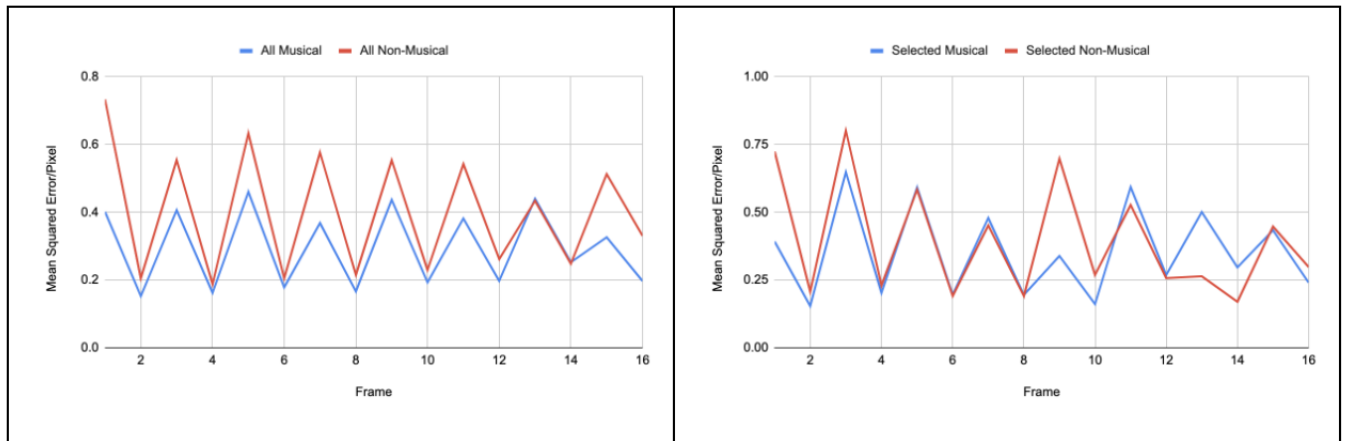 All Musical All Non-Musical
0.8
0.6
0.4
0.2
0.0
Mean Squared Error/Pixel
2 4 6 8 10 12 14 16
Frame
Selected Musical Selected Non-Musical
1.00
0.75
0.50
0.25
0.00
Mean Squared Error/Pixel
2 4 6 8 10 12 14 16
Frame